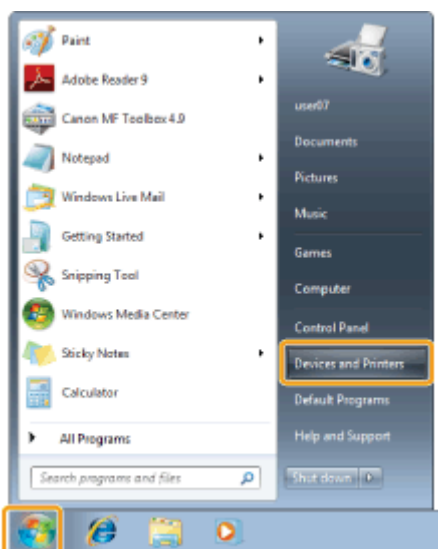 Paint
Adobe Reader 9
Canon MF Toolbox 4.9
Notepad
Windows Live Mail
Getting Started
Snipping Tool
Windows Media Center
Sticky Notes
Calculator
All Programs
Search programs and files
user07
Documents
Pictures
Music
Games
Computer
Control Panel
Devices and Printers
Default Programs
Help and Support
Shut down